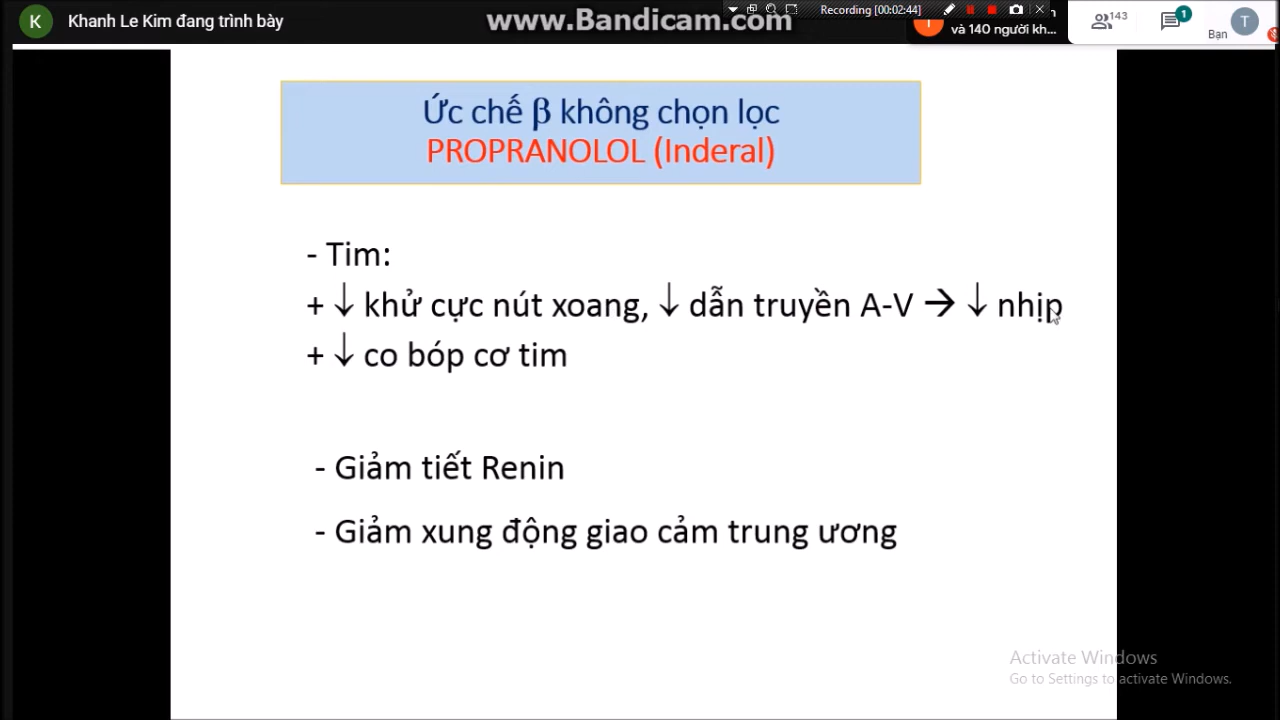 K Khanh Le Kim đang trình bày
www.Bandicam.com
Recording [00:02:44]
và 140 người kh...
143
1
Bạn
T
Ức chế β không chọn lọc
PROPRANOLOL (Inderal)
- Tim:
+ ↓ khử cực nút xoang, ↓ dẫn truyền A-V → ↓ nhịp
+ ↓ co bóp cơ tim
- Giảm tiết Renin
- Giảm xung động giao cảm trung ương
Activate Windows
Go to Settings to activate Windows.